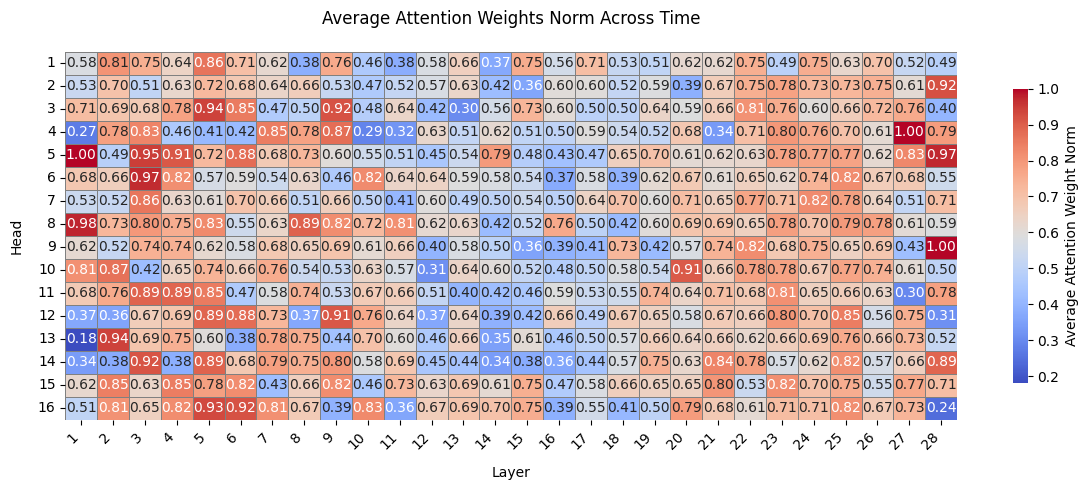 Average Attention Weights Norm Across Time
1 0.58 0.81 0.75 0.64 0.86 0.71 0.62 0.38 0.76 0.46 0.38 0.58 0.66 0.37 0.75 0.56 0.71 0.53 0.51 0.62 0.62 0.75 0.49 0.75 0.63 0.70 0.52 0.49
2 0.53 0.70 0.51 0.63 0.72 0.68 0.64 0.66 0.53 0.47 0.52 0.57 0.63 0.42 0.36 0.60 0.60 0.52 0.59 0.39 0.67 0.75 0.78 0.73 0.73 0.75 0.61 0.92
3 0.71 0.69 0.68 0.78 0.94 0.85 0.47 0.50 0.92 0.48 0.64 0.42 0.30 0.56 0.73 0.60 0.50 0.50 0.64 0.59 0.66 0.81 0.76 0.60 0.66 0.72 0.76 0.40
4 0.27 0.78 0.83 0.46 0.41 0.42 0.85 0.78 0.87 0.29 0.32 0.63 0.51 0.62 0.51 0.50 0.59 0.54 0.52 0.68 0.34 0.71 0.80 0.76 0.70 0.61 1.00 0.79
5 1.00 0.49 0.95 0.91 0.72 0.88 0.68 0.73 0.60 0.55 0.51 0.45 0.54 0.79 0.48 0.43 0.47 0.65 0.70 0.61 0.62 0.63 0.78 0.77 0.77 0.62 0.83 0.97
6 0.68 0.66 0.97 0.82 0.57 0.59 0.54 0.63 0.46 0.82 0.64 0.64 0.59 0.58 0.54 0.37 0.58 0.39 0.62 0.67 0.61 0.65 0.62 0.74 0.82 0.67 0.68 0.55
7 0.53 0.52 0.86 0.63 0.61 0.70 0.66 0.51 0.66 0.50 0.41 0.60 0.49 0.50 0.54 0.50 0.64 0.70 0.60 0.71 0.65 0.77 0.71 0.82 0.78 0.64 0.51 0.71
8 0.98 0.73 0.80 0.75 0.83 0.55 0.63 0.89 0.82 0.72 0.81 0.62 0.63 0.42 0.52 0.76 0.50 0.42 0.60 0.69 0.69 0.65 0.78 0.70 0.79 0.78 0.61 0.59
9 0.62 0.52 0.74 0.74 0.62 0.58 0.68 0.65 0.69 0.61 0.66 0.40 0.58 0.50 0.36 0.39 0.41 0.73 0.42 0.57 0.74 0.82 0.68 0.75 0.65 0.69 0.43 1.00
10 0.81 0.87 0.42 0.65 0.74 0.66 0.76 0.54 0.53 0.63 0.57 0.31 0.64 0.60 0.52 0.48 0.50 0.58 0.54 0.91 0.66 0.78 0.78 0.67 0.77 0.74 0.61 0.50
11 0.68 0.76 0.89 0.89 0.85 0.47 0.58 0.74 0.53 0.67 0.66 0.51 0.40 0.42 0.46 0.59 0.53 0.55 0.74 0.64 0.71 0.68 0.81 0.65 0.66 0.63 0.30 0.78
12 0.37 0.36 0.67 0.69 0.89 0.88 0.73 0.37 0.91 0.76 0.64 0.37 0.64 0.39 0.42 0.66 0.49 0.67 0.65 0.58 0.67 0.66 0.80 0.70 0.85 0.56 0.75 0.31
13 0.18 0.94 0.69 0.75 0.60 0.38 0.78 0.75 0.44 0.70 0.60 0.46 0.64 0.35 0.61 0.46 0.50 0.57 0.66 0.64 0.66 0.62 0.66 0.69 0.76 0.66 0.73 0.52
14 0.34 0.38 0.92 0.38 0.89 0.68 0.79 0.75 0.80 0.58 0.69 0.45 0.44 0.54 0.38 0.36 0.44 0.57 0.75 0.63 0.84 0.78 0.57 0.62 0.82 0.57 0.66 0.89
15 0.62 0.85 0.63 0.85 0.78 0.82 0.43 0.66 0.82 0.46 0.73 0.63 0.69 0.61 0.75 0.47 0.58 0.66 0.65 0.65 0.80 0.53 0.82 0.70 0.75 0.55 0.77 0.71
16 0.51 0.81 0.65 0.82 0.93 0.92 0.81 0.67 0.39 0.83 0.36 0.67 0.69 0.70 0.75 0.39 0.55 0.41 0.50 0.79 0.68 0.61 0.71 0.71 0.82 0.67 0.73 0.24
1 2 3 4 5 6 7 8 9 10 11 12 13 14 15 16 17 18 19 20 21 22 23 24 25 26 27 28
Layer
Head
1.0
0.9
0.8
0.7
0.6
0.5
0.4
0.3
0.2
Average Attention Weight Norm